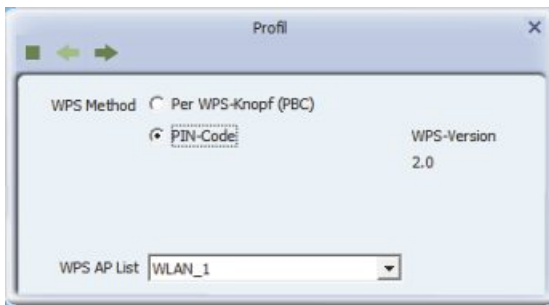 Profil
WPS Method Per WPS-Knopf (PBC)
PIN-Code WPS-Version
2.0
WPS AP List WLAN_1